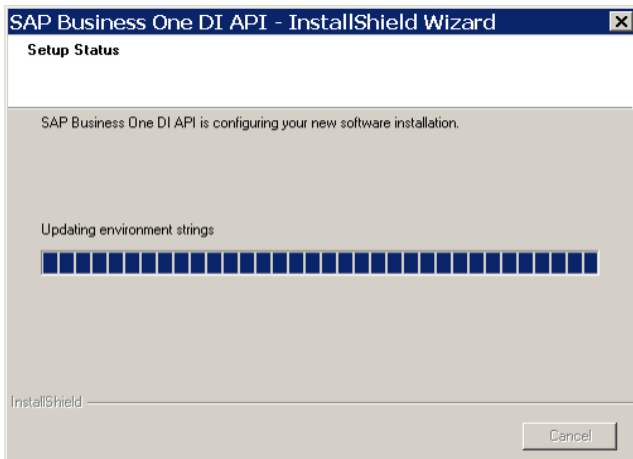 SAP Business One DI API - InstallShield Wizard
Setup Status
SAP Business One DI API is configuring your new software installation.
Updating environment strings
InstallShield
Cancel